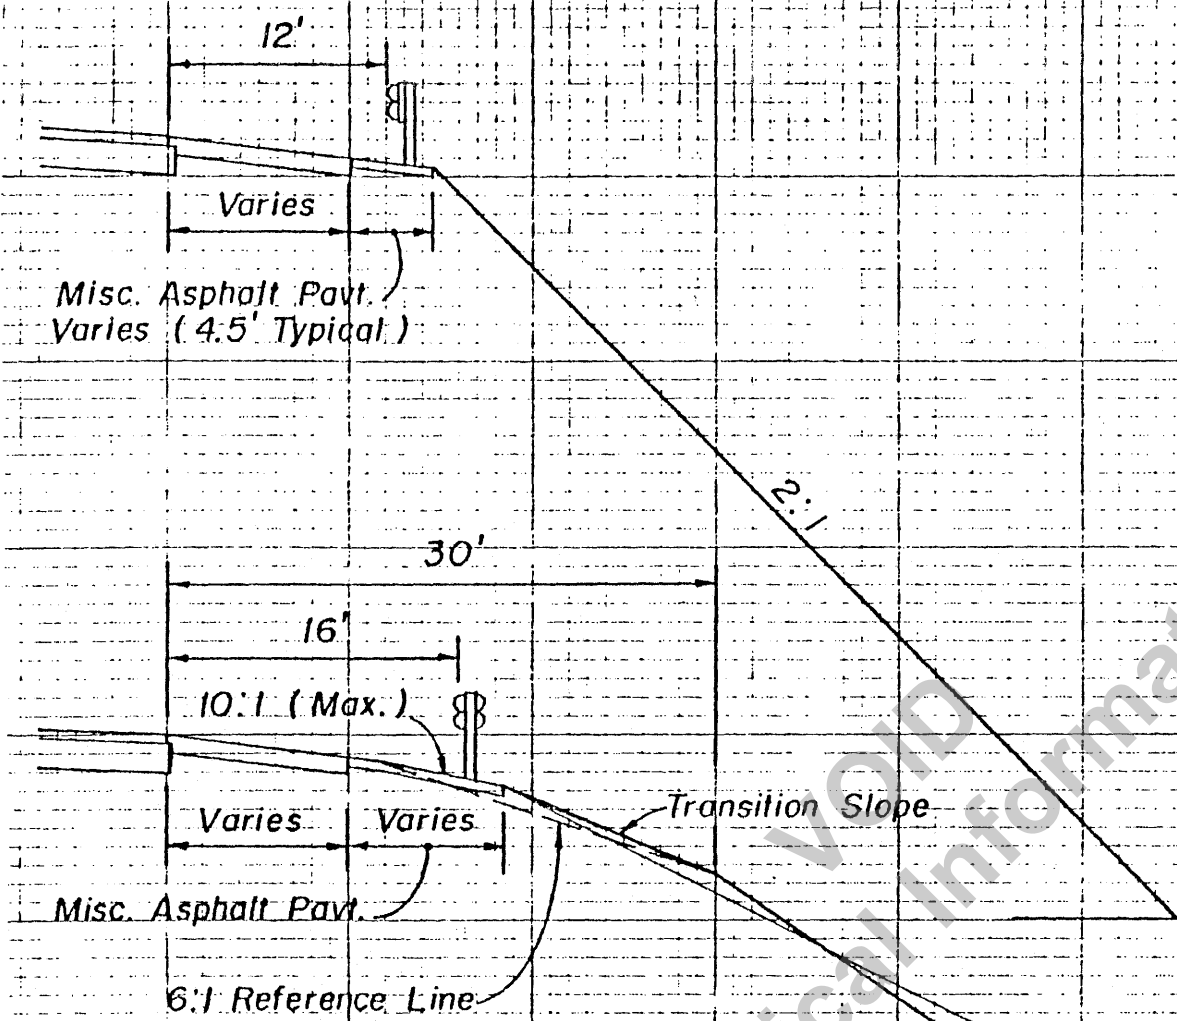 12'
Varies
Misc. Asphalt Pavt.
Varies (4.5' Typical)
2:1
30'
16'
10:1 (Max.)
Transition Slope
Varies
Varies
Misc. Asphalt Pavt.
6:1 Reference Line
VOID